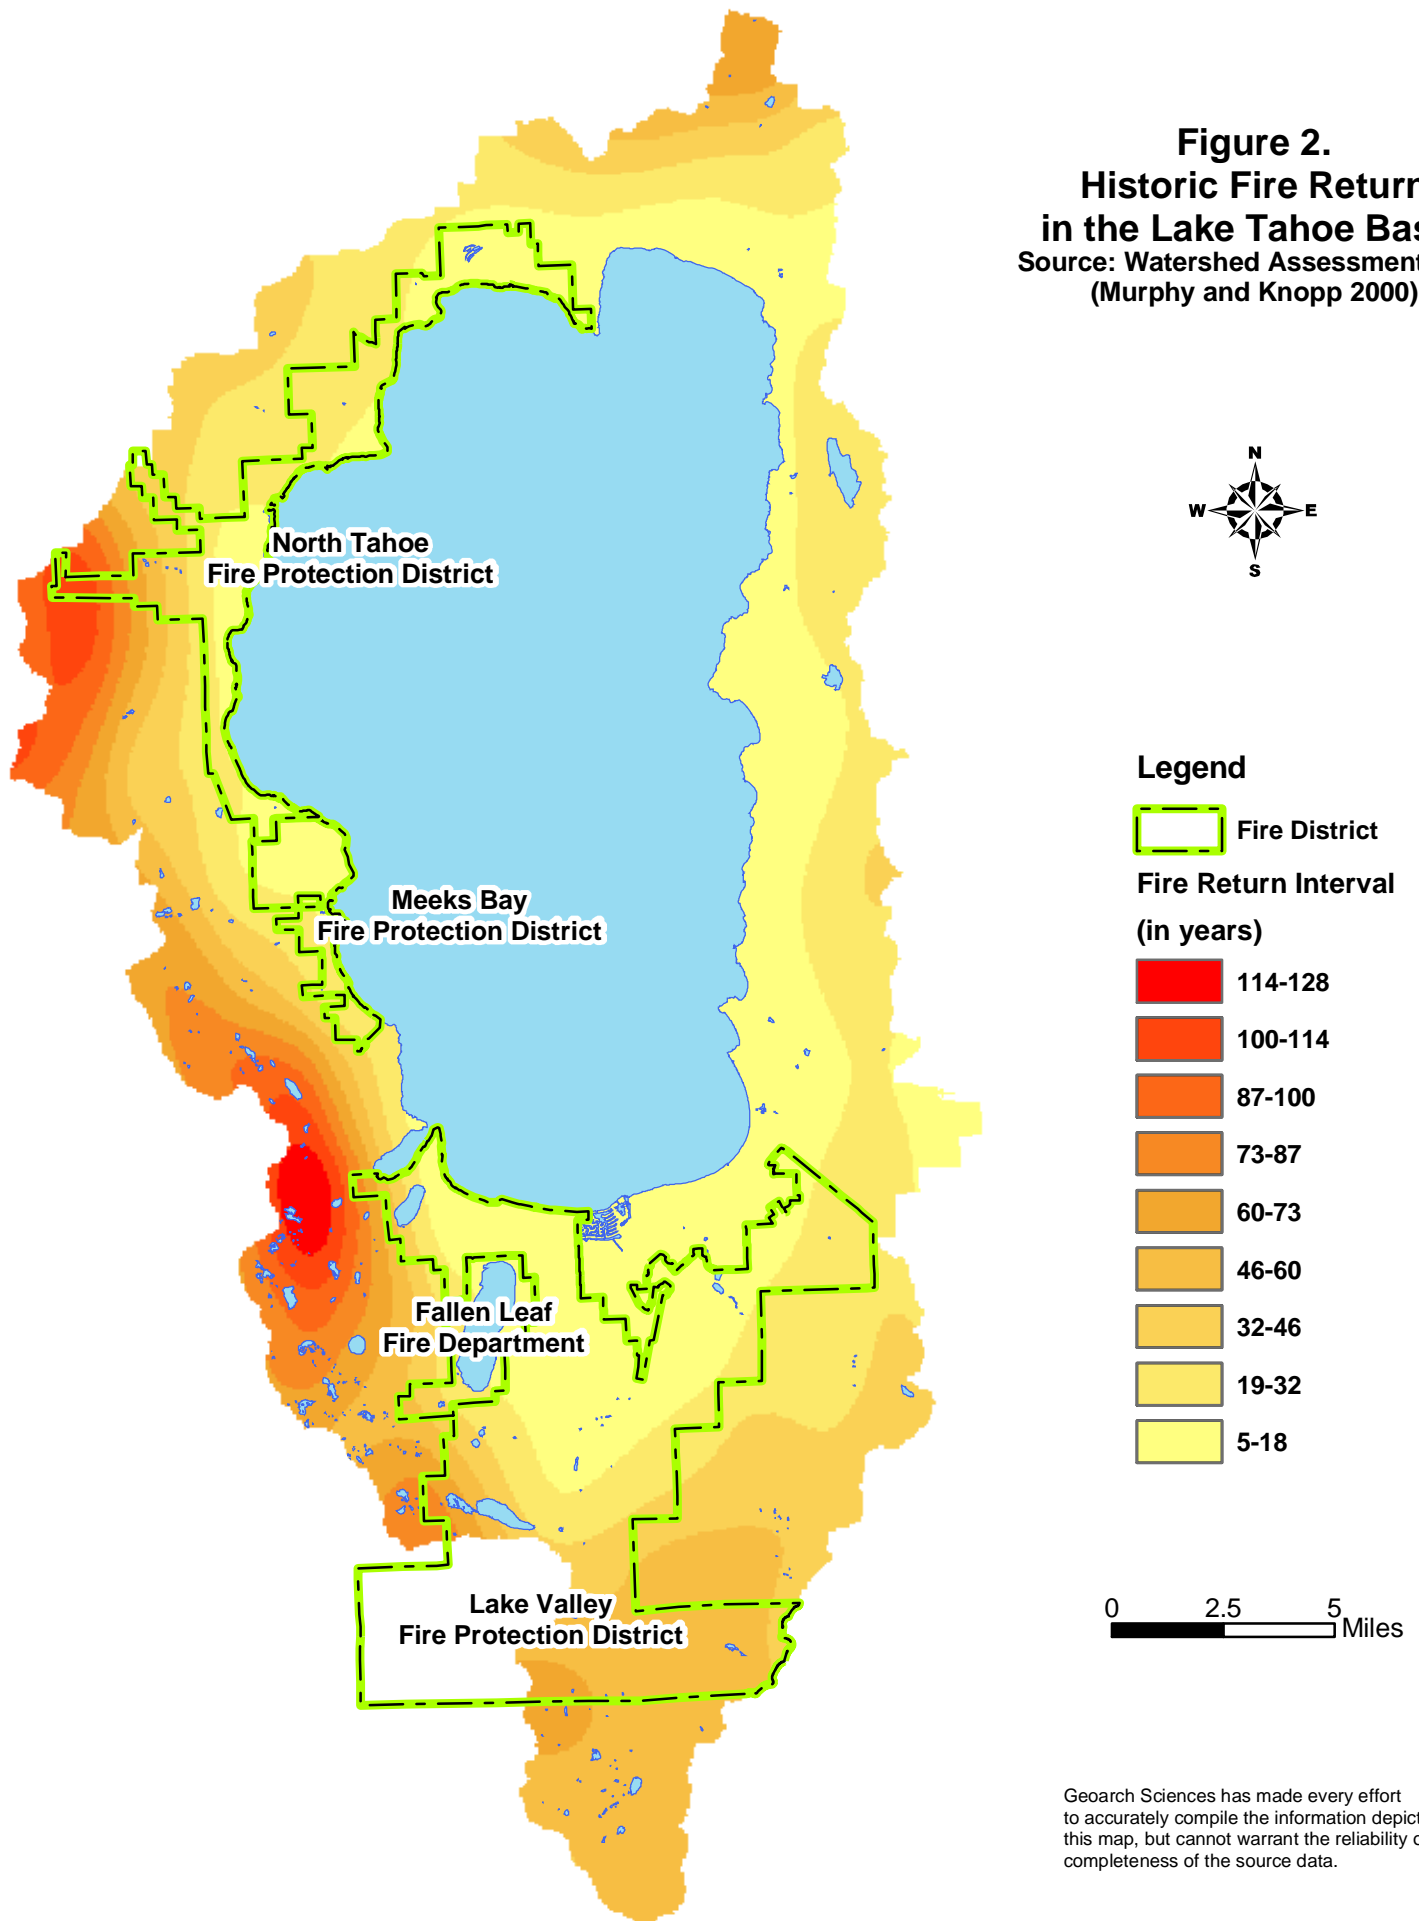 Figure 2.
Historic Fire Return
in the Lake Tahoe Bas
Source: Watershed Assessment
(Murphy and Knopp 2000)
N
W
E
S
North Tahoe
Fire Protection District
Meeks Bay
Fire Protection District
Fallen Leaf
Fire Department
Lake Valley
Fire Protection District
Legend
Fire District
Fire Return Interval
(in years)
114-128
100-114
87-100
73-87
60-73
46-60
32-46
19-32
5-18
0 2.5 5
Miles
Geoarch Sciences has made every effort
to accurately compile the information depict
this map, but cannot warrant the reliability
completeness of the source data.